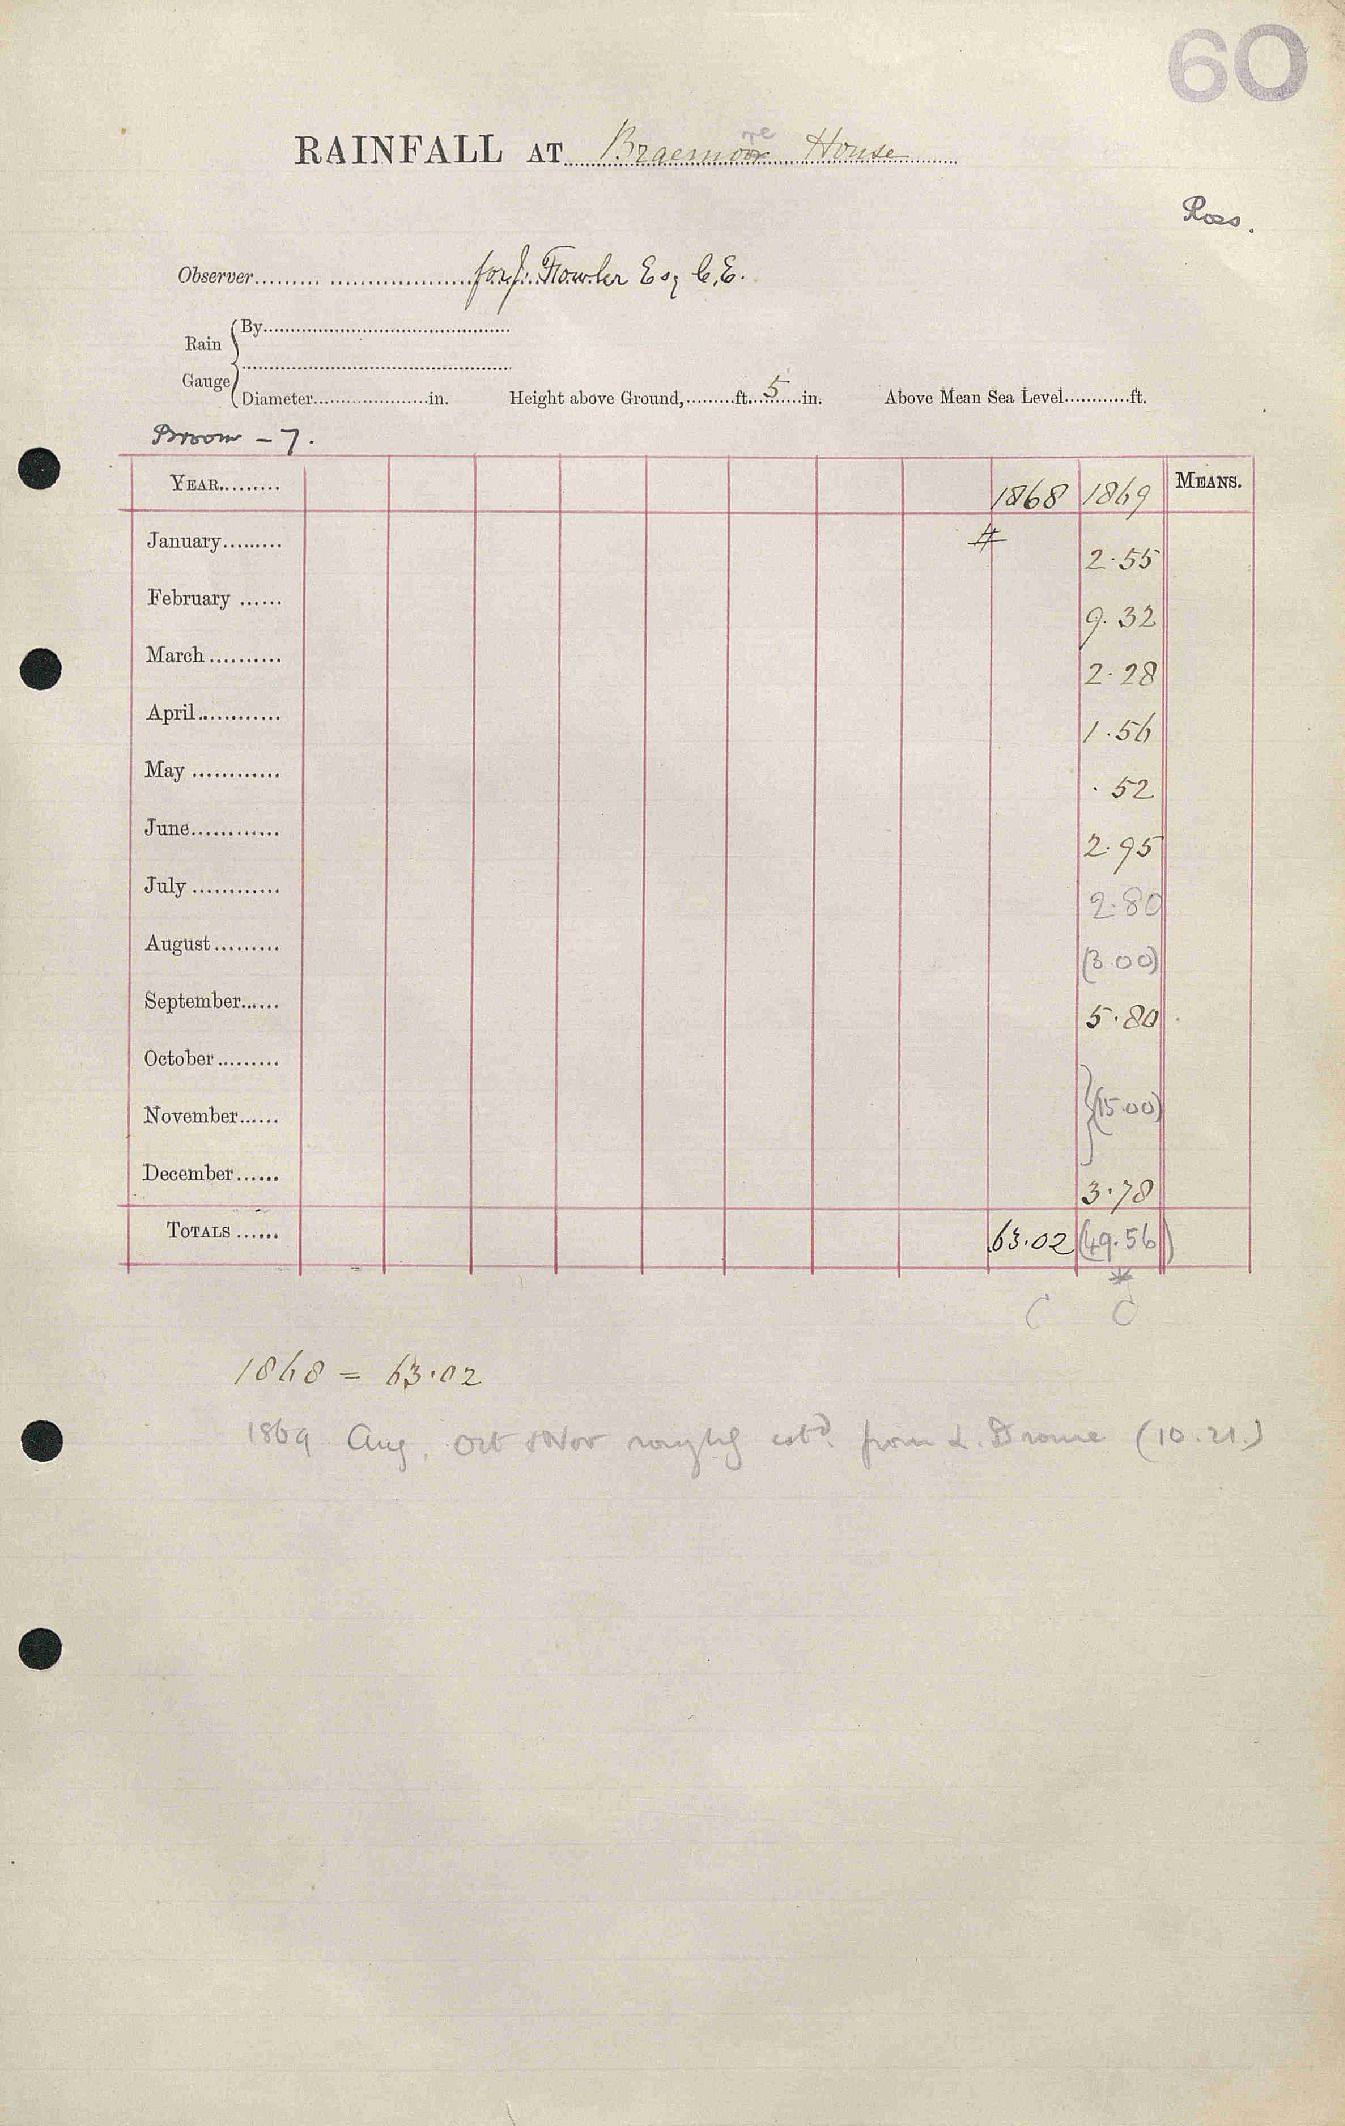 60
RAINFALL AT Braemore House
Ross.
Observer for J. Fowler Esq C.E.
Rain Gauge { By
Diameter in. Height above Ground, ft. 5 in. Above Mean Sea Level ft.
Broom - 7.
YEAR 1868 1869 MEANS.
January # 2.55
February 9.32
March 2.28
April 1.56
May .52
June 2.95
July 2.80
August (3.00)
September 5.80
October
November } (15.00)
December 3.78
TOTALS 63.02 (49.56)
*
C C
1868 = 63.02
1869 Aug, Oct & Nov roughly estd. from L. Broom (10.21.)